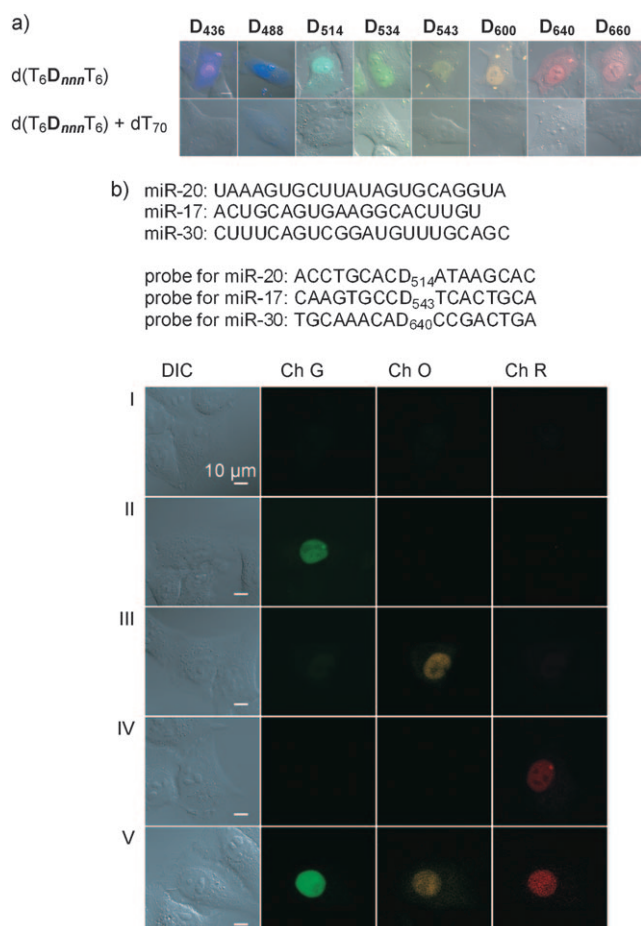 a) D436 D488 D514 D534 D543 D600 D640 D660
d(T6DnnnT6)
d(T6DnnnT6) + dT70
b) miR-20: UAAAGUGCUUAUAGUGCAGGUA
miR-17: ACUGCAGUGAAGGCACUUGU
miR-30: CUUUCAGUCGGAUGUUUGCAGC
probe for miR-20: ACCTGCACD514ATAAGCAC
probe for miR-17: CAAGTGCCD543TCACTGCA
probe for miR-30: TGCAAACAD640CCGACTGA
DIC Ch G Ch O Ch R
I
10 µm
II
III
IV
V